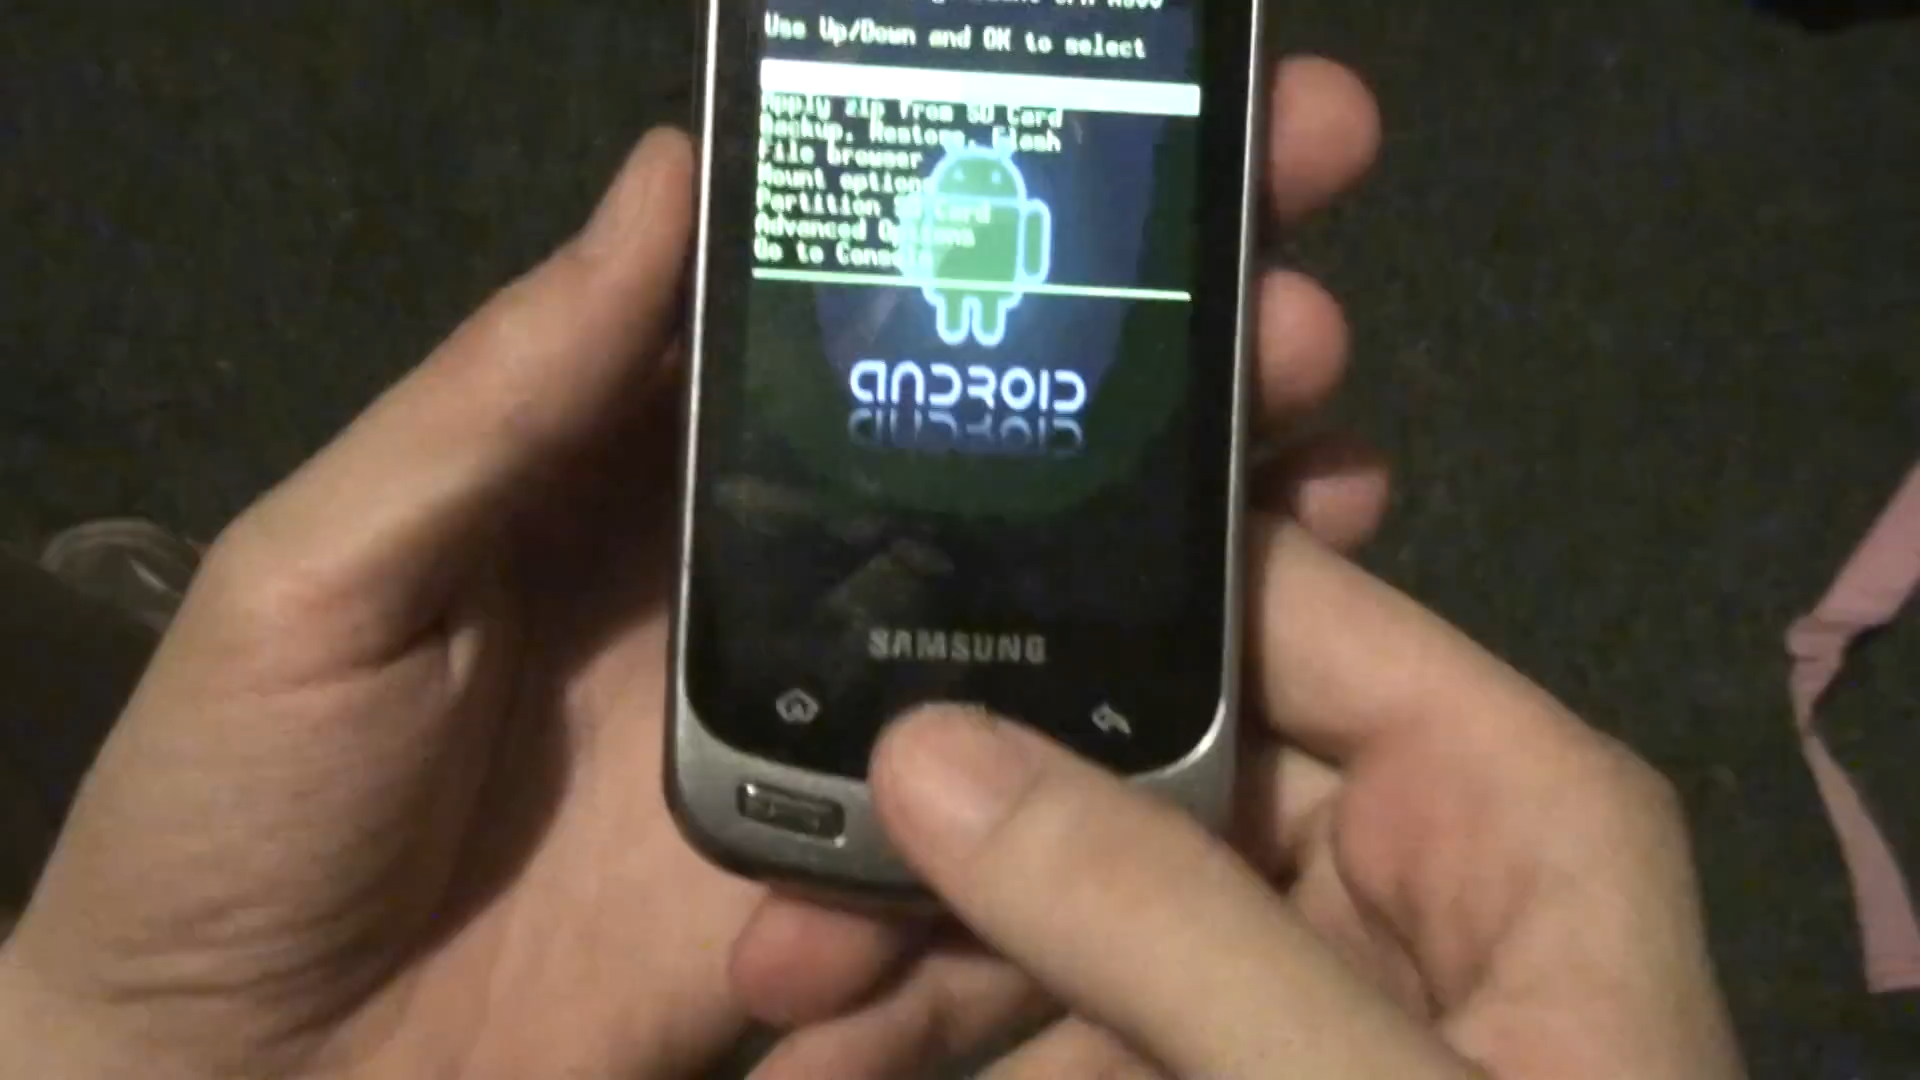 Use Up/Down and OK to select
Apply zip from SD Card
Backup, Restore, Flash
File browser
Mount options
Partition SD Card
Advanced Options
Go to Console
ANDROID
SAMSUNG